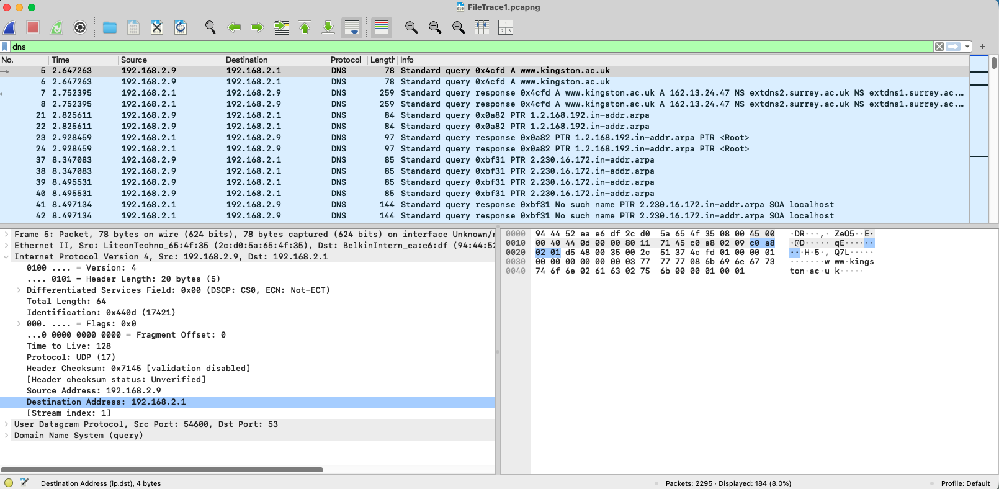 FileTrace1.pcapng
dns
No. Time Source Destination Protocol Length Info
5 2.647263 192.168.2.9 192.168.2.1 DNS 78 Standard query 0x4cfd A www.kingston.ac.uk
6 2.647263 192.168.2.9 192.168.2.1 DNS 78 Standard query 0x4cfd A www.kingston.ac.uk
7 2.752395 192.168.2.1 192.168.2.9 DNS 259 Standard query response 0x4cfd A www.kingston.ac.uk A 162.13.24.47 NS extdns2.surrey.ac.uk NS extdns1.surrey.ac.…
8 2.752395 192.168.2.1 192.168.2.9 DNS 259 Standard query response 0x4cfd A www.kingston.ac.uk A 162.13.24.47 NS extdns2.surrey.ac.uk NS extdns1.surrey.ac.…
21 2.825611 192.168.2.9 192.168.2.1 DNS 84 Standard query 0x0a82 PTR 1.2.168.192.in-addr.arpa
22 2.825611 192.168.2.9 192.168.2.1 DNS 84 Standard query 0x0a82 PTR 1.2.168.192.in-addr.arpa
23 2.928459 192.168.2.1 192.168.2.9 DNS 97 Standard query response 0x0a82 PTR 1.2.168.192.in-addr.arpa PTR <Root>
24 2.928459 192.168.2.1 192.168.2.9 DNS 97 Standard query response 0x0a82 PTR 1.2.168.192.in-addr.arpa PTR <Root>
37 8.347083 192.168.2.9 192.168.2.1 DNS 85 Standard query 0xbf31 PTR 2.230.16.172.in-addr.arpa
38 8.347083 192.168.2.9 192.168.2.1 DNS 85 Standard query 0xbf31 PTR 2.230.16.172.in-addr.arpa
39 8.495531 192.168.2.9 192.168.2.1 DNS 85 Standard query 0xbf31 PTR 2.230.16.172.in-addr.arpa
40 8.495531 192.168.2.9 192.168.2.1 DNS 85 Standard query 0xbf31 PTR 2.230.16.172.in-addr.arpa
41 8.497134 192.168.2.1 192.168.2.9 DNS 144 Standard query response 0xbf31 No such name PTR 2.230.16.172.in-addr.arpa SOA localhost
42 8.497134 192.168.2.1 192.168.2.9 DNS 144 Standard query response 0xbf31 No such name PTR 2.230.16.172.in-addr.arpa SOA localhost
Frame 5: Packet, 78 bytes on wire (624 bits), 78 bytes captured (624 bits) on interface Unknown/
Ethernet II, Src: LiteonTechno_65:4f:35 (2c:d0:5a:65:4f:35), Dst: BelkinIntern_ea:e6:df (94:44:52
Internet Protocol Version 4, Src: 192.168.2.9, Dst: 192.168.2.1
0100 .... = Version: 4
.... 0101 = Header Length: 20 bytes (5)
Differentiated Services Field: 0x00 (DSCP: CS0, ECN: Not-ECT)
Total Length: 64
Identification: 0x440d (17421)
000. .... = Flags: 0x0
...0 0000 0000 0000 = Fragment Offset: 0
Time to Live: 128
Protocol: UDP (17)
Header Checksum: 0x7145 [validation disabled]
[Header checksum status: Unverified]
Source Address: 192.168.2.9
Destination Address: 192.168.2.1
[Stream index: 1]
User Datagram Protocol, Src Port: 54600, Dst Port: 53
Domain Name System (query)
0000 94 44 52 ea e6 df 2c d0 5a 65 4f 35 08 00 45 00 ·DR···,· ZeO5··E·
0010 00 40 44 0d 00 00 80 11 71 45 c0 a8 02 09 c0 a8 ·@D····· qE······
0020 02 01 d5 48 00 35 00 2c 51 37 4c fd 01 00 00 01 ···H·5·, Q7L·····
0030 00 00 00 00 00 00 03 77 77 77 08 6b 69 6e 67 73 ·······w ww·kings
0040 74 6f 6e 02 61 63 02 75 6b 00 00 01 00 01 ton·ac·u k·····
Destination Address (ip.dst), 4 bytes
Packets: 2295 · Displayed: 184 (8.0%)
Profile: Default